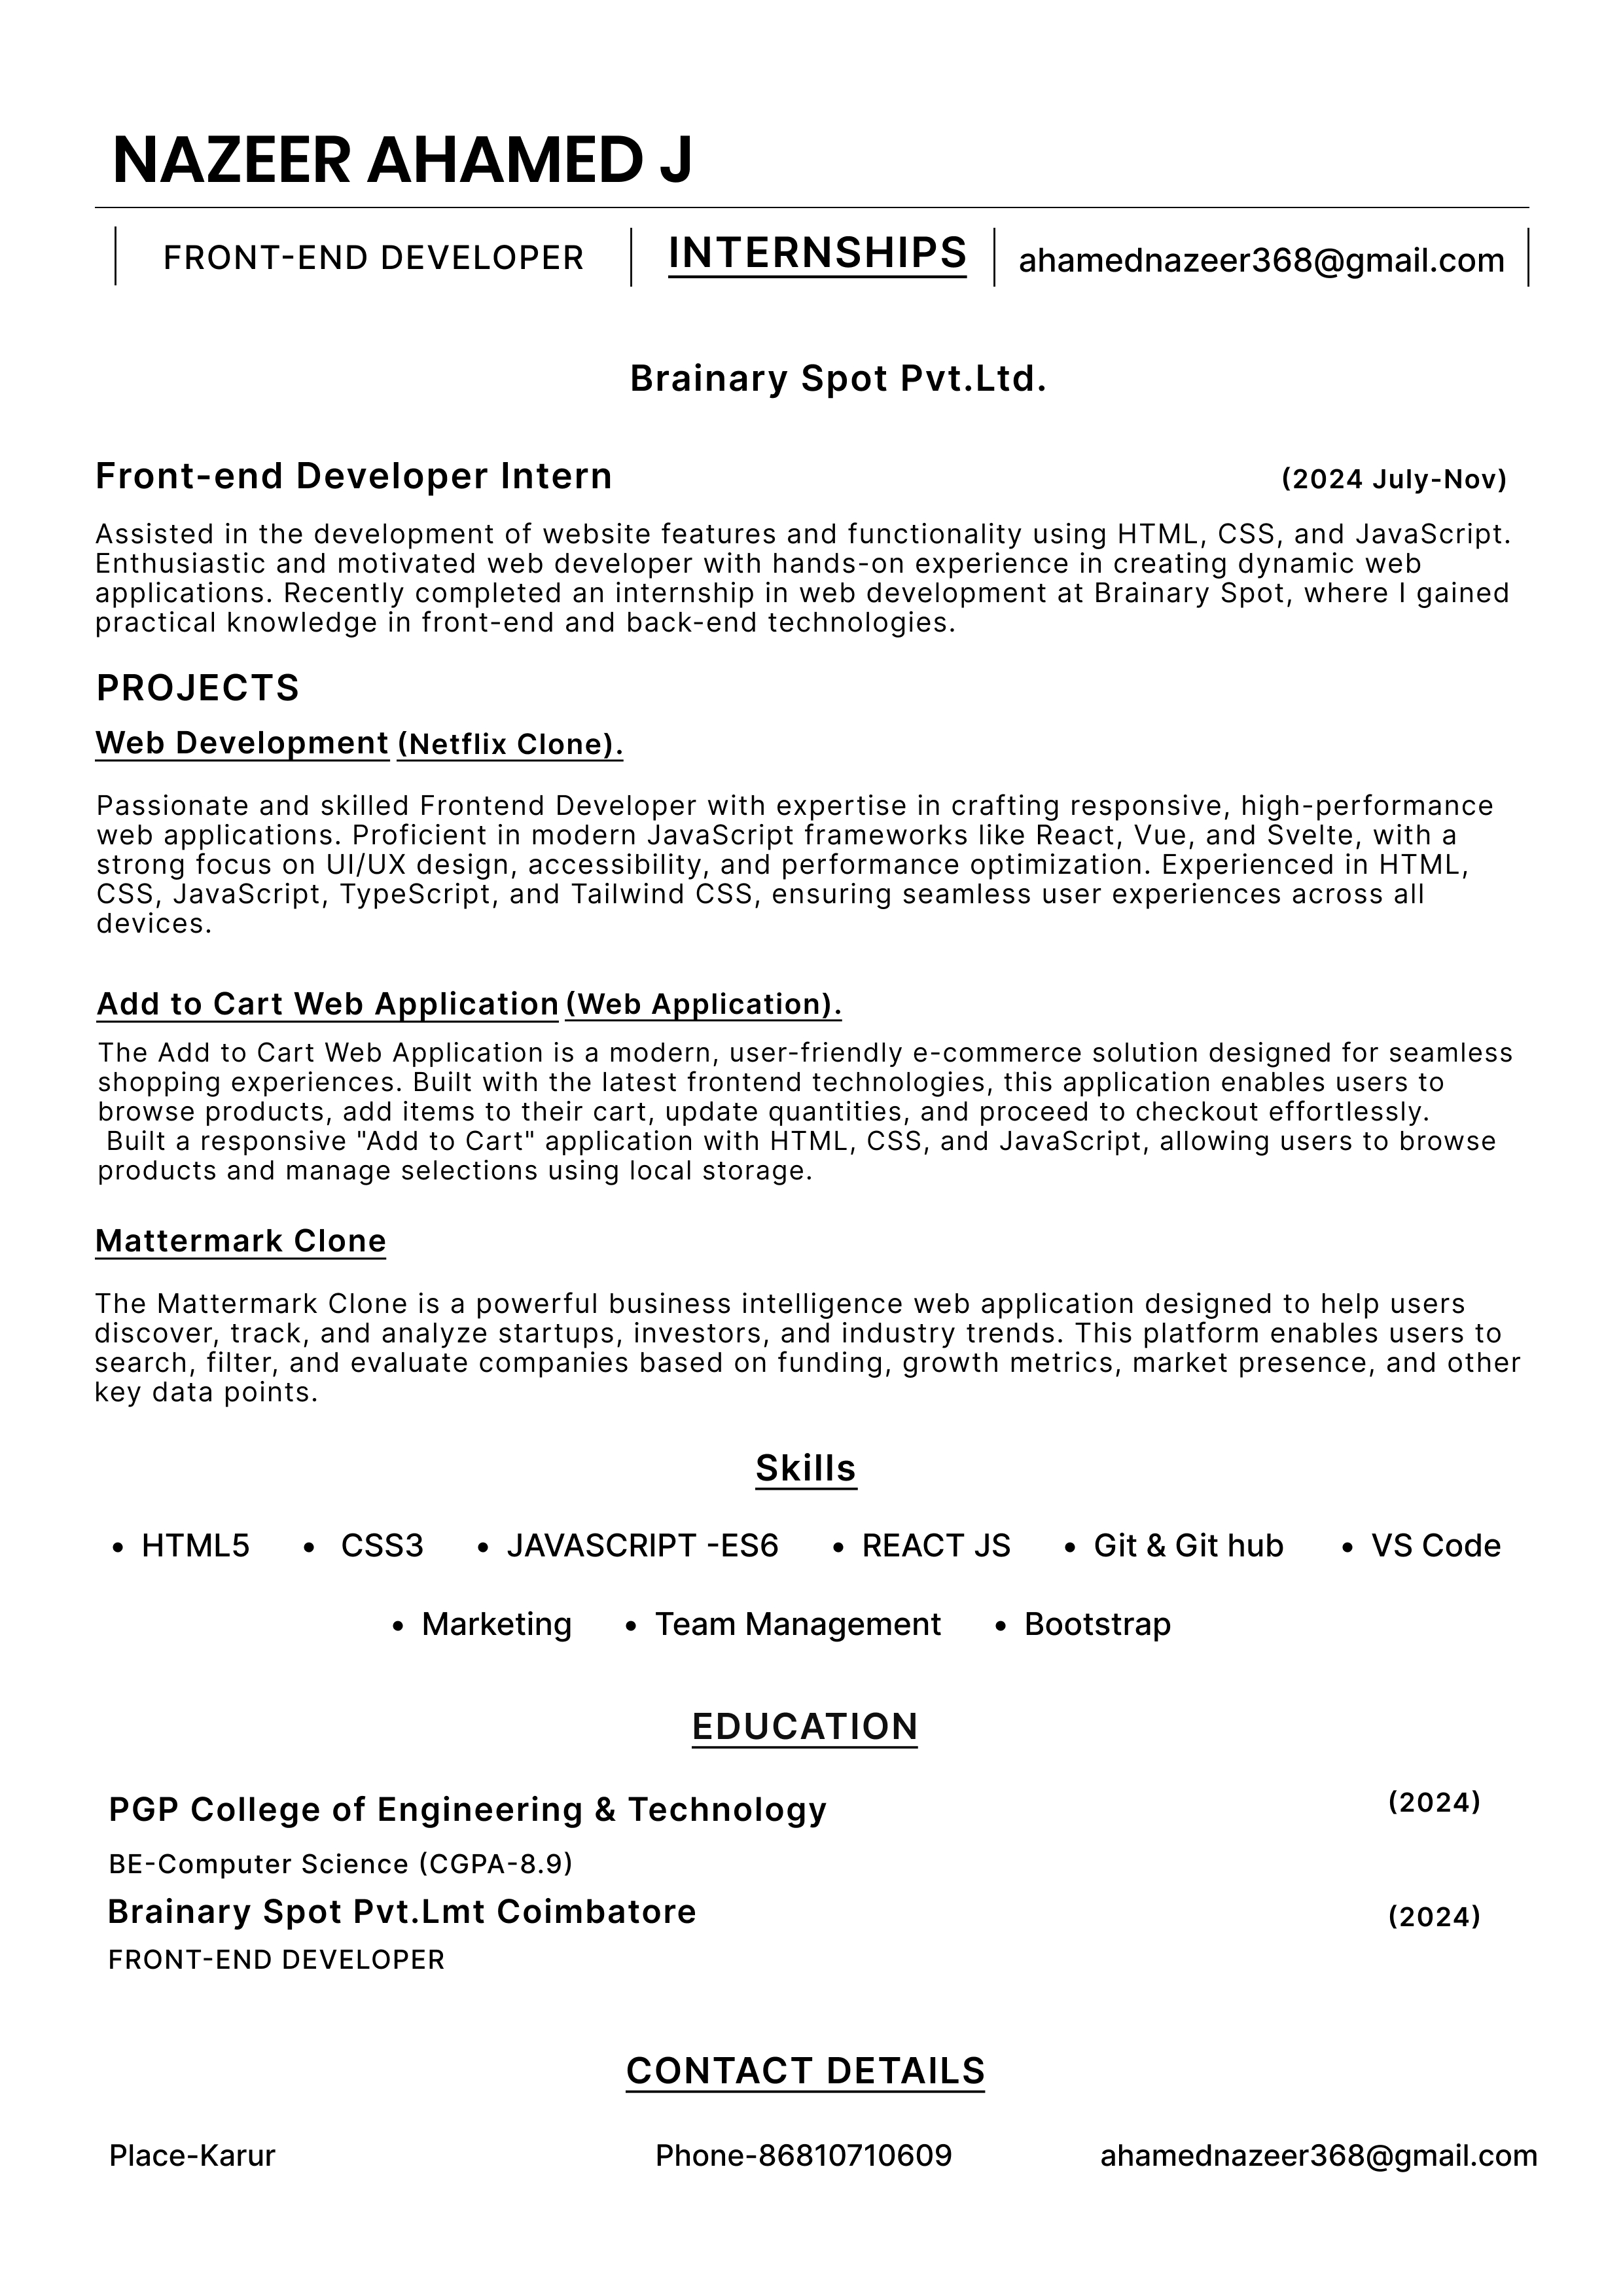 NAZEER AHAMED J
FRONT-END DEVELOPER
INTERNSHIPS
ahamednazeer368@gmail.com
Brainary Spot Pvt.Ltd.
Front-end Developer Intern
(2024 July-Nov)
Assisted in the development of website features and functionality using HTML, CSS, and JavaScript.
Enthusiastic and motivated web developer with hands-on experience in creating dynamic web
applications. Recently completed an internship in web development at Brainary Spot, where I gained
practical knowledge in front-end and back-end technologies.
PROJECTS
Web Development (Netflix Clone).
Passionate and skilled Frontend Developer with expertise in crafting responsive, high-performance
web applications. Proficient in modern JavaScript frameworks like React, Vue, and Svelte, with a
strong focus on UI/UX design, accessibility, and performance optimization. Experienced in HTML,
CSS, JavaScript, TypeScript, and Tailwind CSS, ensuring seamless user experiences across all
devices.
Add to Cart Web Application (Web Application).
The Add to Cart Web Application is a modern, user-friendly e-commerce solution designed for seamless
shopping experiences. Built with the latest frontend technologies, this application enables users to
browse products, add items to their cart, update quantities, and proceed to checkout effortlessly.
Built a responsive "Add to Cart" application with HTML, CSS, and JavaScript, allowing users to browse
products and manage selections using local storage.
Mattermark Clone
The Mattermark Clone is a powerful business intelligence web application designed to help users
discover, track, and analyze startups, investors, and industry trends. This platform enables users to
search, filter, and evaluate companies based on funding, growth metrics, market presence, and other
key data points.
Skills
• HTML5 • CSS3 • JAVASCRIPT -ES6 • REACT JS • Git & Git hub • VS Code
• Marketing • Team Management • Bootstrap
EDUCATION
PGP College of Engineering & Technology
(2024)
BE-Computer Science (CGPA-8.9)
Brainary Spot Pvt.Lmt Coimbatore
(2024)
FRONT-END DEVELOPER
CONTACT DETAILS
Place-Karur
Phone-86810710609
ahamednazeer368@gmail.com